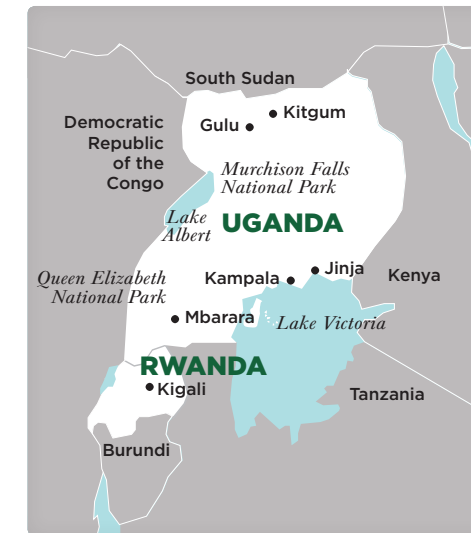 South Sudan
Democratic
Republic
of the
Congo
Kitgum
Gulu
Murchison Falls
National Park
Lake
Albert
UGANDA
Queen Elizabeth
National Park
Kampala
Jinja
Kenya
Mbarara
Lake Victoria
RWANDA
Kigali
Tanzania
Burundi